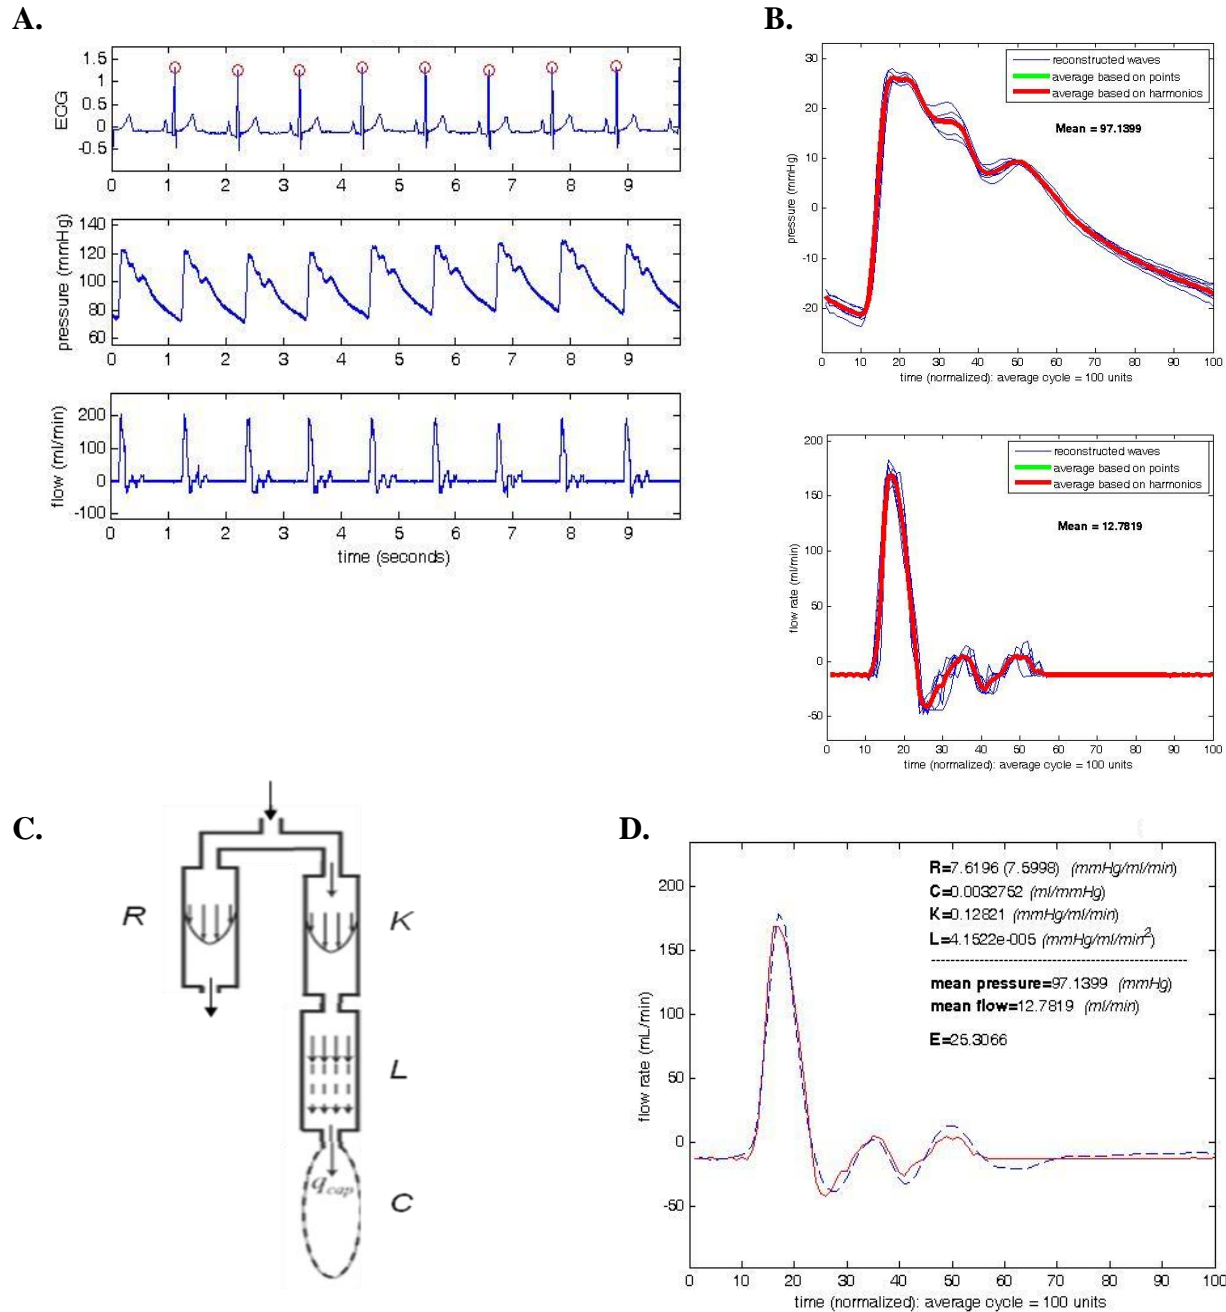 A.
ECG
1.5
1
0.5
0
-0.5
0 1 2 3 4 5 6 7 8 9
pressure (mmHg)
140
120
100
80
60
0 1 2 3 4 5 6 7 8 9
flow (ml/min)
200
100
0
-100
0 1 2 3 4 5 6 7 8 9
time (seconds)
B.
reconstructed waves
average based on points
average based on harmonics
Mean = 97.1399
pressure (mmHg)
30
20
10
0
-10
-20
0 10 20 30 40 50 60 70 80 90 100
time (normalized): average cycle = 100 units
reconstructed waves
average based on points
average based on harmonics
Mean = 12.7819
flow rate (ml/min)
200
150
100
50
0
-50
0 10 20 30 40 50 60 70 80 90 100
time (normalized): average cycle = 100 units
C.
R
K
L
q cap
C
D.
R=7.6196 (7.5998) (mmHg/ml/min)
C=0.0032752 (ml/mmHg)
K=0.12821 (mmHg/ml/min)
L=4.1522e-005 (mmHg/ml/min²)
mean pressure=97.1399 (mmHg)
mean flow=12.7819 (ml/min)
E=25.3066
flow rate (mL/min)
200
150
100
50
0
-50
0 10 20 30 40 50 60 70 80 90 100
time (normalized): average cycle = 100 units